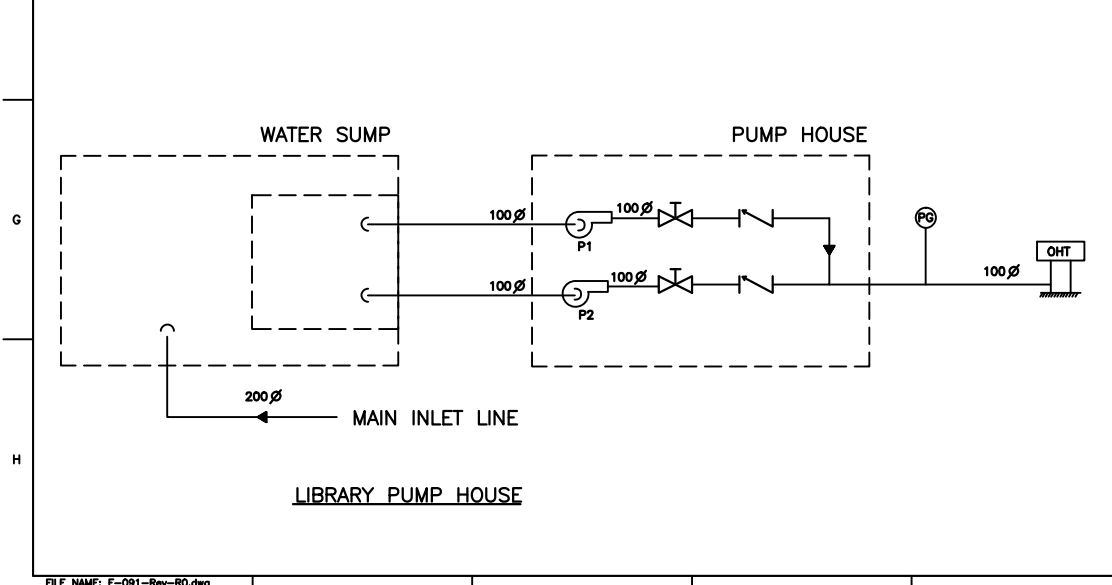 WATER SUMP
PUMP HOUSE
G
100Ø
100Ø
P1
PG
OHT
100Ø
100Ø
P2
100Ø
200Ø
MAIN INLET LINE
H
LIBRARY PUMP HOUSE
FILE NAME: F-091-Rev-R0.dwg